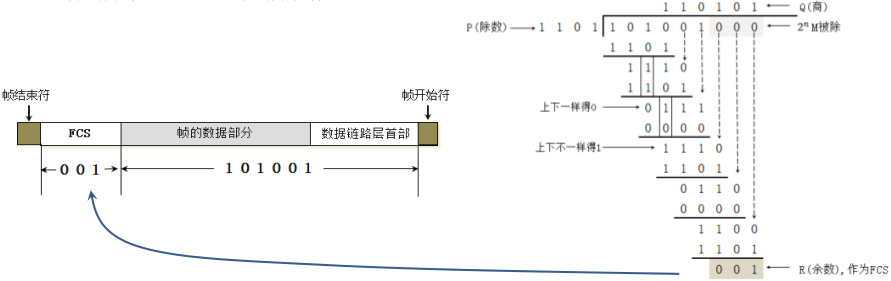 帧结束符
帧开始符
FCS
帧的数据部分
数据链路层首部
0 0 1
1 0 1 0 0 1
1 1 0 1 0 1
Q(商)
P(除数)
1 1 0 1
1 0 1 0 0 1 0 0 0
2ⁿM被除
1 1 0 1
1 1 1 0
1 1 0 1
上下一样得0
0 1 1 1
0 0 0 0
上下不一样得1
1 1 1 0
1 1 0 1
0 1 1 0
0 0 0 0
1 1 0 0
1 1 0 1
0 0 1
R(余数),作为FCS